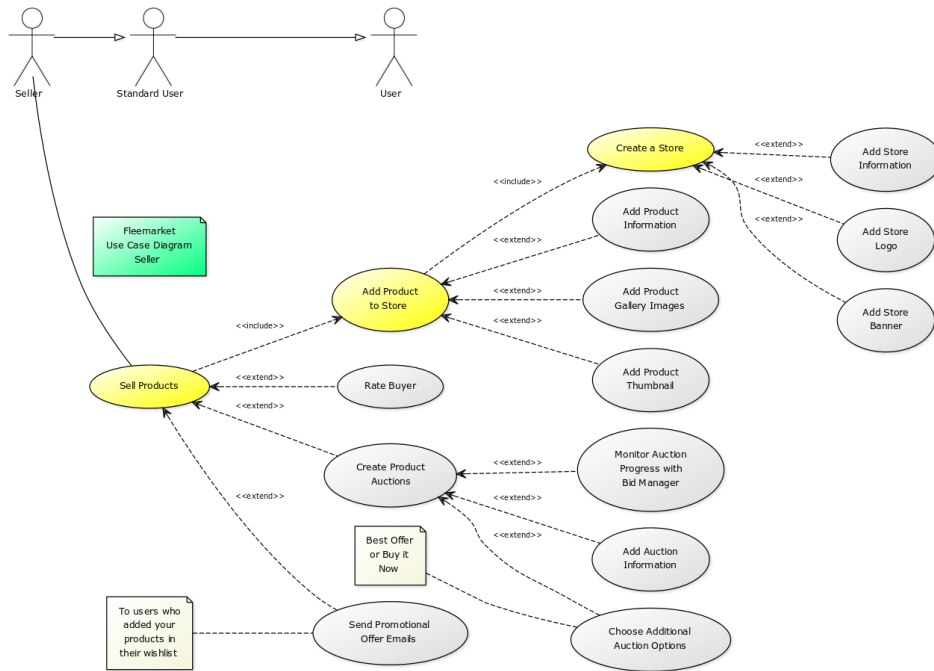 Seller
Standard User
User
Create a Store
<<extend>>
Add Store
Information
<<include>>
<<extend>>
Add Product
Information
<<extend>>
Add Store
Logo
Fleemarket
Use Case Diagram
Seller
<<extend>>
Add Product
to Store
<<extend>>
Add Product
Gallery Images
Add Store
Banner
<<include>>
<<extend>>
Sell Products
<<extend>>
Rate Buyer
Add Product
Thumbnail
<<extend>>
Create Product
Auctions
<<extend>>
Monitor Auction
Progress with
Bid Manager
<<extend>>
<<extend>>
<<extend>>
Best Offer
or Buy it
Now
Add Auction
Information
To users who
added your
products in
their wishlist
Send Promotional
Offer Emails
Choose Additional
Auction Options